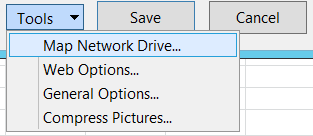 Tools Save Cancel
Map Network Drive...
Web Options...
General Options...
Compress Pictures...